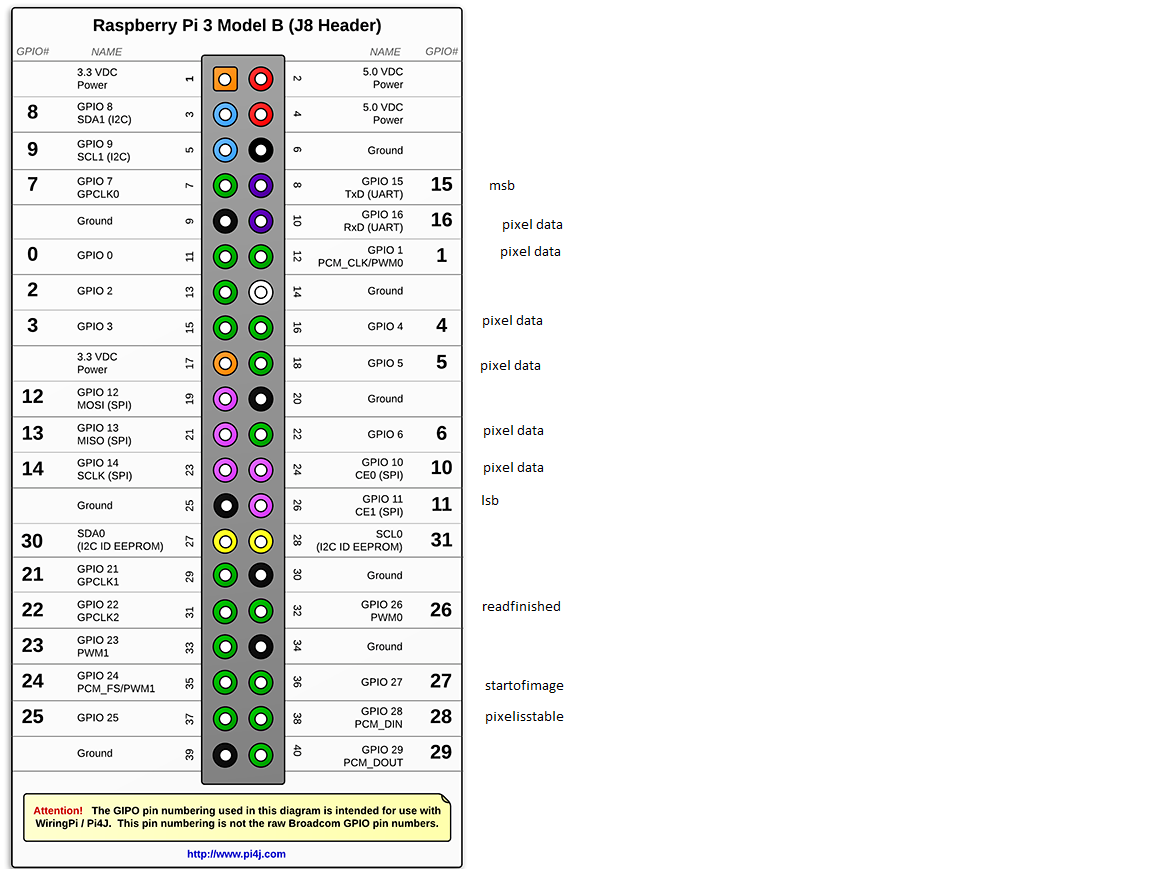 Raspberry Pi 3 Model B (J8 Header)
GPIO# NAME NAME GPIO#
3.3 VDC
Power 1 2 5.0 VDC
Power
8 GPIO 8
SDA1 (I2C) 3 4 5.0 VDC
Power
9 GPIO 9
SCL1 (I2C) 5 6 Ground
7 GPIO 7
GPCLK0 7 8 GPIO 15
TxD (UART) 15 msb
Ground 9 10 GPIO 16
RxD (UART) 16 pixel data
0 GPIO 0 11 12 GPIO 1
PCM_CLK/PWM0 1 pixel data
2 GPIO 2 13 14 Ground
3 GPIO 3 15 16 GPIO 4 4 pixel data
3.3 VDC
Power 17 18 GPIO 5 5 pixel data
12 GPIO 12
MOSI (SPI) 19 20 Ground
13 GPIO 13
MISO (SPI) 21 22 GPIO 6 6 pixel data
14 GPIO 14
SCLK (SPI) 23 24 GPIO 10
CE0 (SPI) 10 pixel data
Ground 25 26 GPIO 11
CE1 (SPI) 11 lsb
30 SDA0
(I2C ID EEPROM) 27 28 SCL0
(I2C ID EEPROM) 31
21 GPIO 21
GPCLK1 29 30 Ground
22 GPIO 22
GPCLK2 31 32 GPIO 26
PWM0 26 readfinished
23 GPIO 23
PWM1 33 34 Ground
24 GPIO 24
PCM_FS/PWM1 35 36 GPIO 27 27 startofimage
25 GPIO 25 37 38 GPIO 28
PCM_DIN 28 pixelisstable
Ground 39 40 GPIO 29
PCM_DOUT 29
Attention! The GIPO pin numbering used in this diagram is intended for use with
WiringPi / Pi4J. This pin numbering is not the raw Broadcom GPIO pin numbers.
http://www.pi4j.com